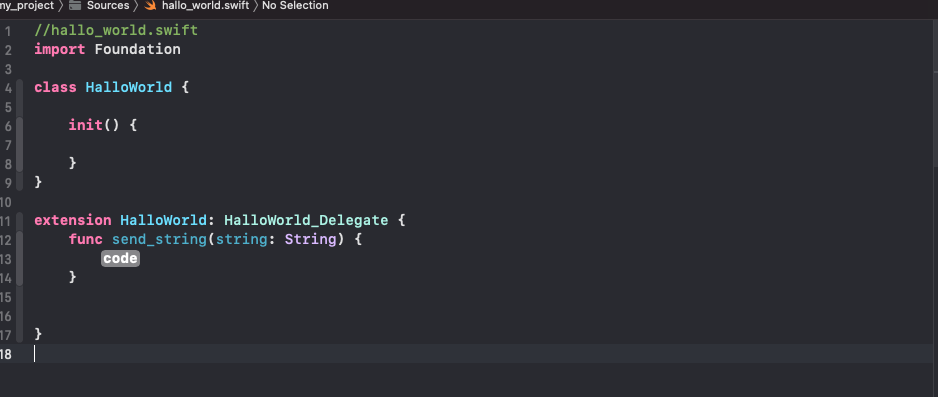 my_project > Sources > hallo_world.swift > No Selection
1 //hallo_world.swift
2 import Foundation
3
4 class HalloWorld {
5
6 init() {
7
8 }
9 }
10
11 extension HalloWorld: HalloWorld_Delegate {
12 func send_string(string: String) {
13 code
14 }
15
16
17 }
18